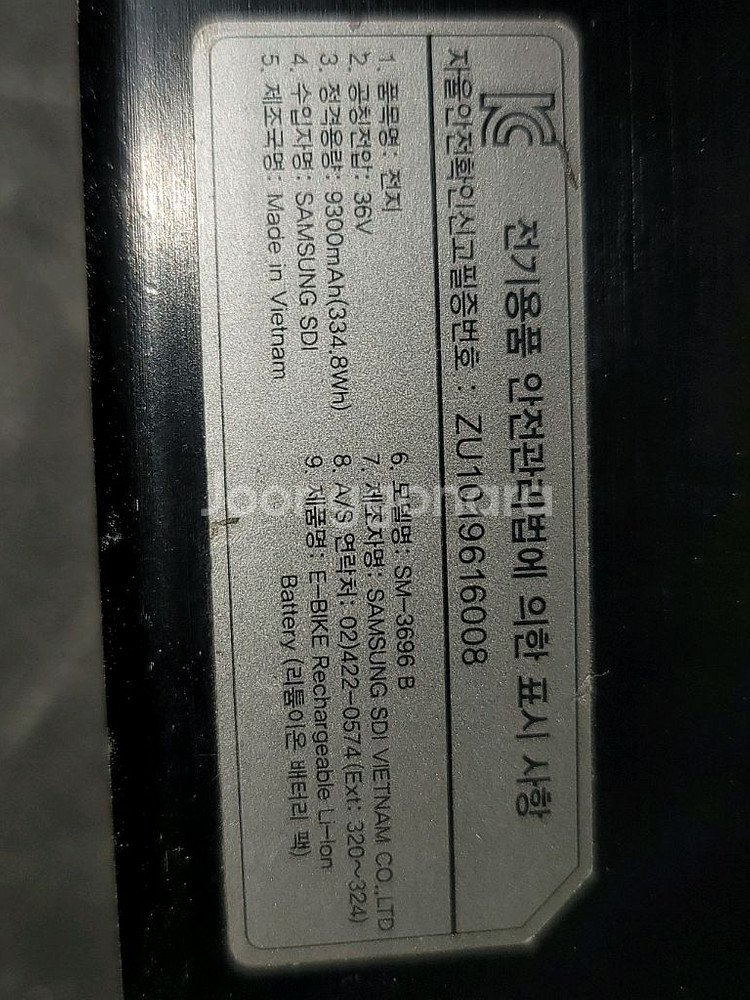 전기용품 안전관리법에 의한 표시 사항
자율안전확인신고필증번호 : ZU1019616008
1. 품목명: 전지
2. 공칭전압: 36V
3. 정격용량: 9300mAh(334.8Wh)
4. 수입자명: SAMSUNG SDI
5. 제조국명: Made in Vietnam
6. 모델명: SM-3696 B
7. 제조자명: SAMSUNG SDI VIETNAM CO.,LTD
8. A/S 연락처: 02)422-0574(Ext: 320~324)
9. 제품명: E-BIKE Rechargeable Li-Ion
Battery (리튬이온 배터리 팩)
Joonggonara